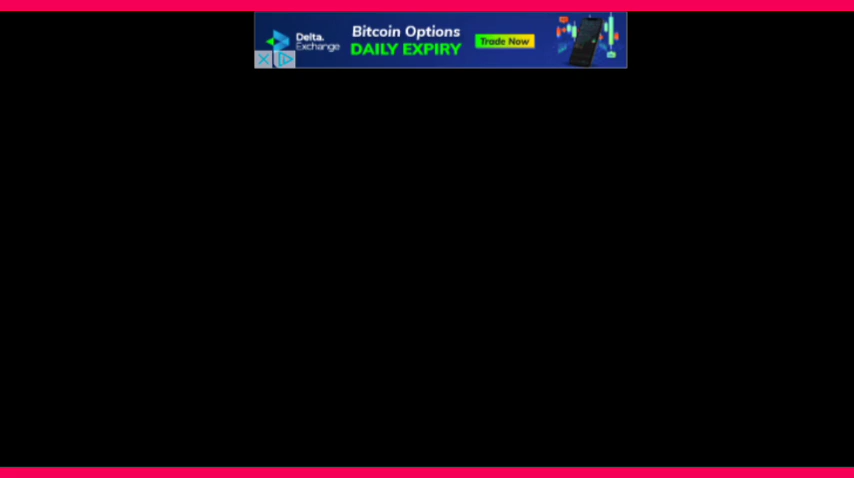 Delta.
Exchange
Bitcoin Options
DAILY EXPIRY
Trade Now